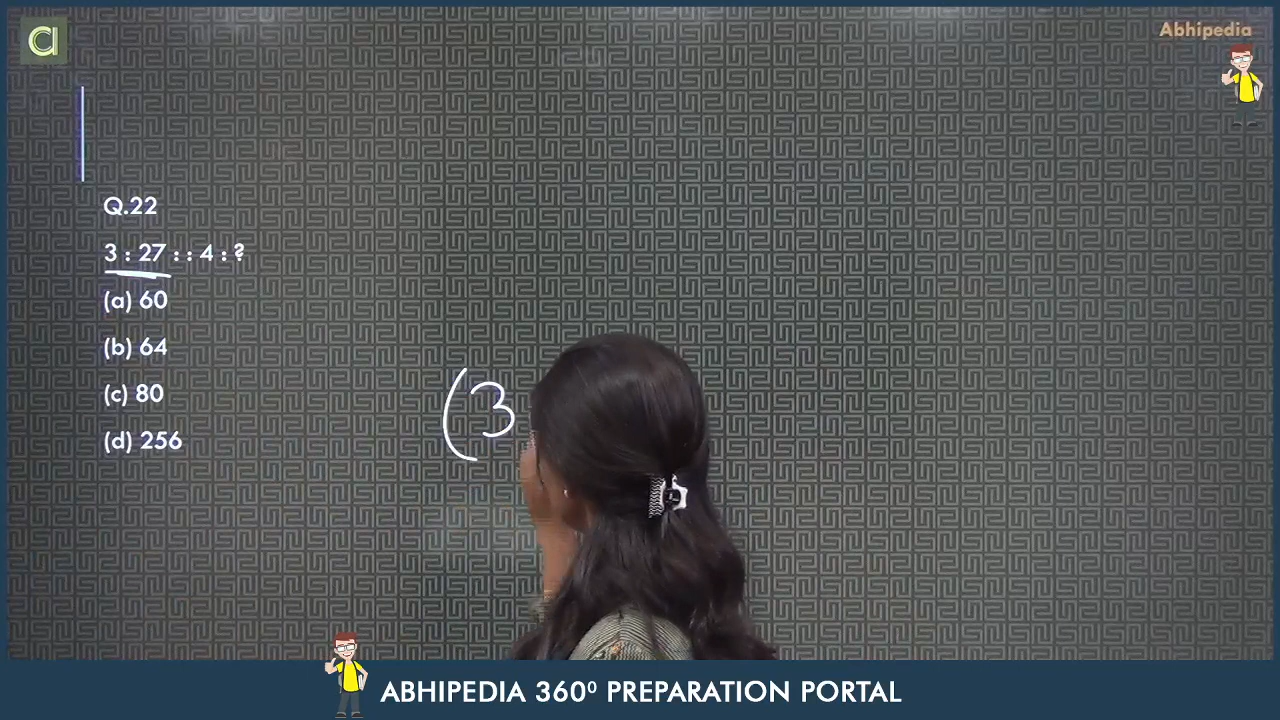 a
Abhipedia
Q.22
3 : 27 : : 4 : ?
(a) 60
(b) 64
(c) 80
(d) 256
(3
ABHIPEDIA 360⁰ PREPARATION PORTAL